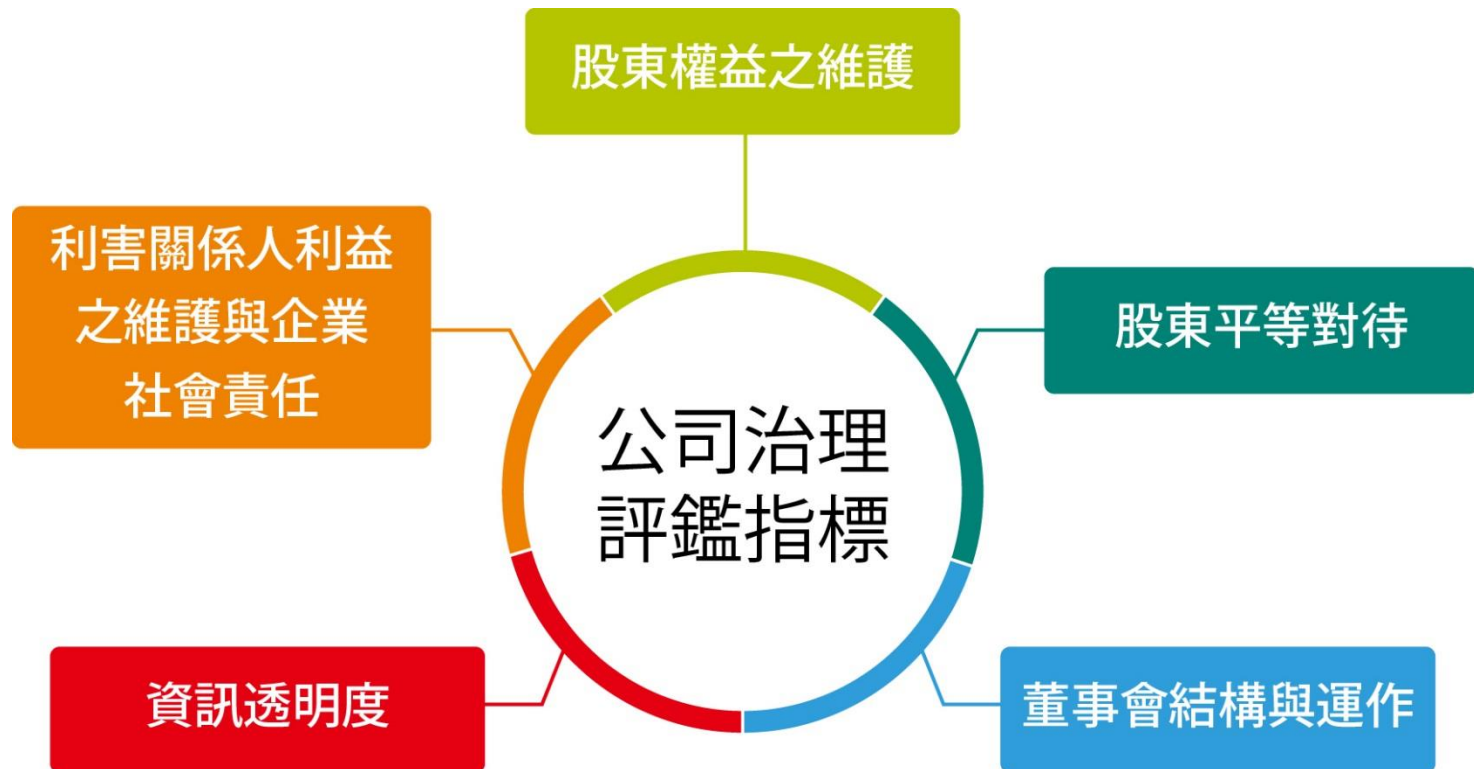 股東權益之維護
利害關係人利益
之維護與企業
社會責任
股東平等對待
公司治理
評鑑指標
資訊透明度
董事會結構與運作